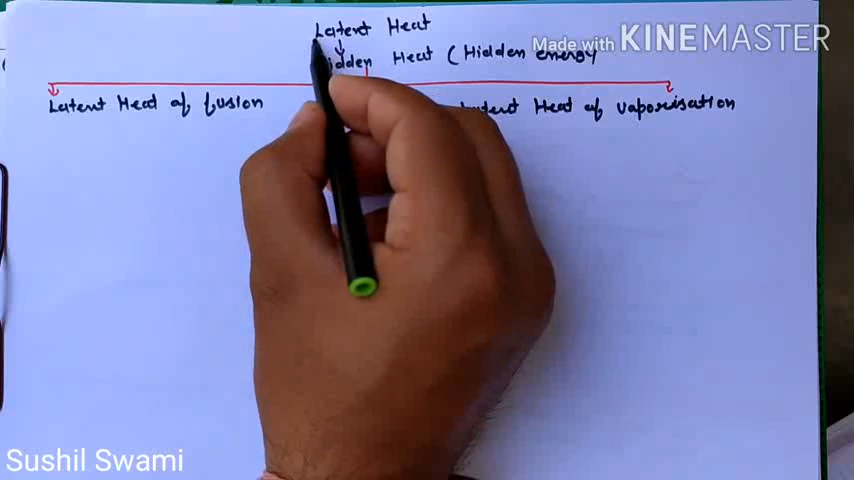 Latent Heat
Hidden Heat (Hidden energy
Made with KINEMASTER
Latent Heat of fusion
Latent Heat of vaporisation
Sushil Swami